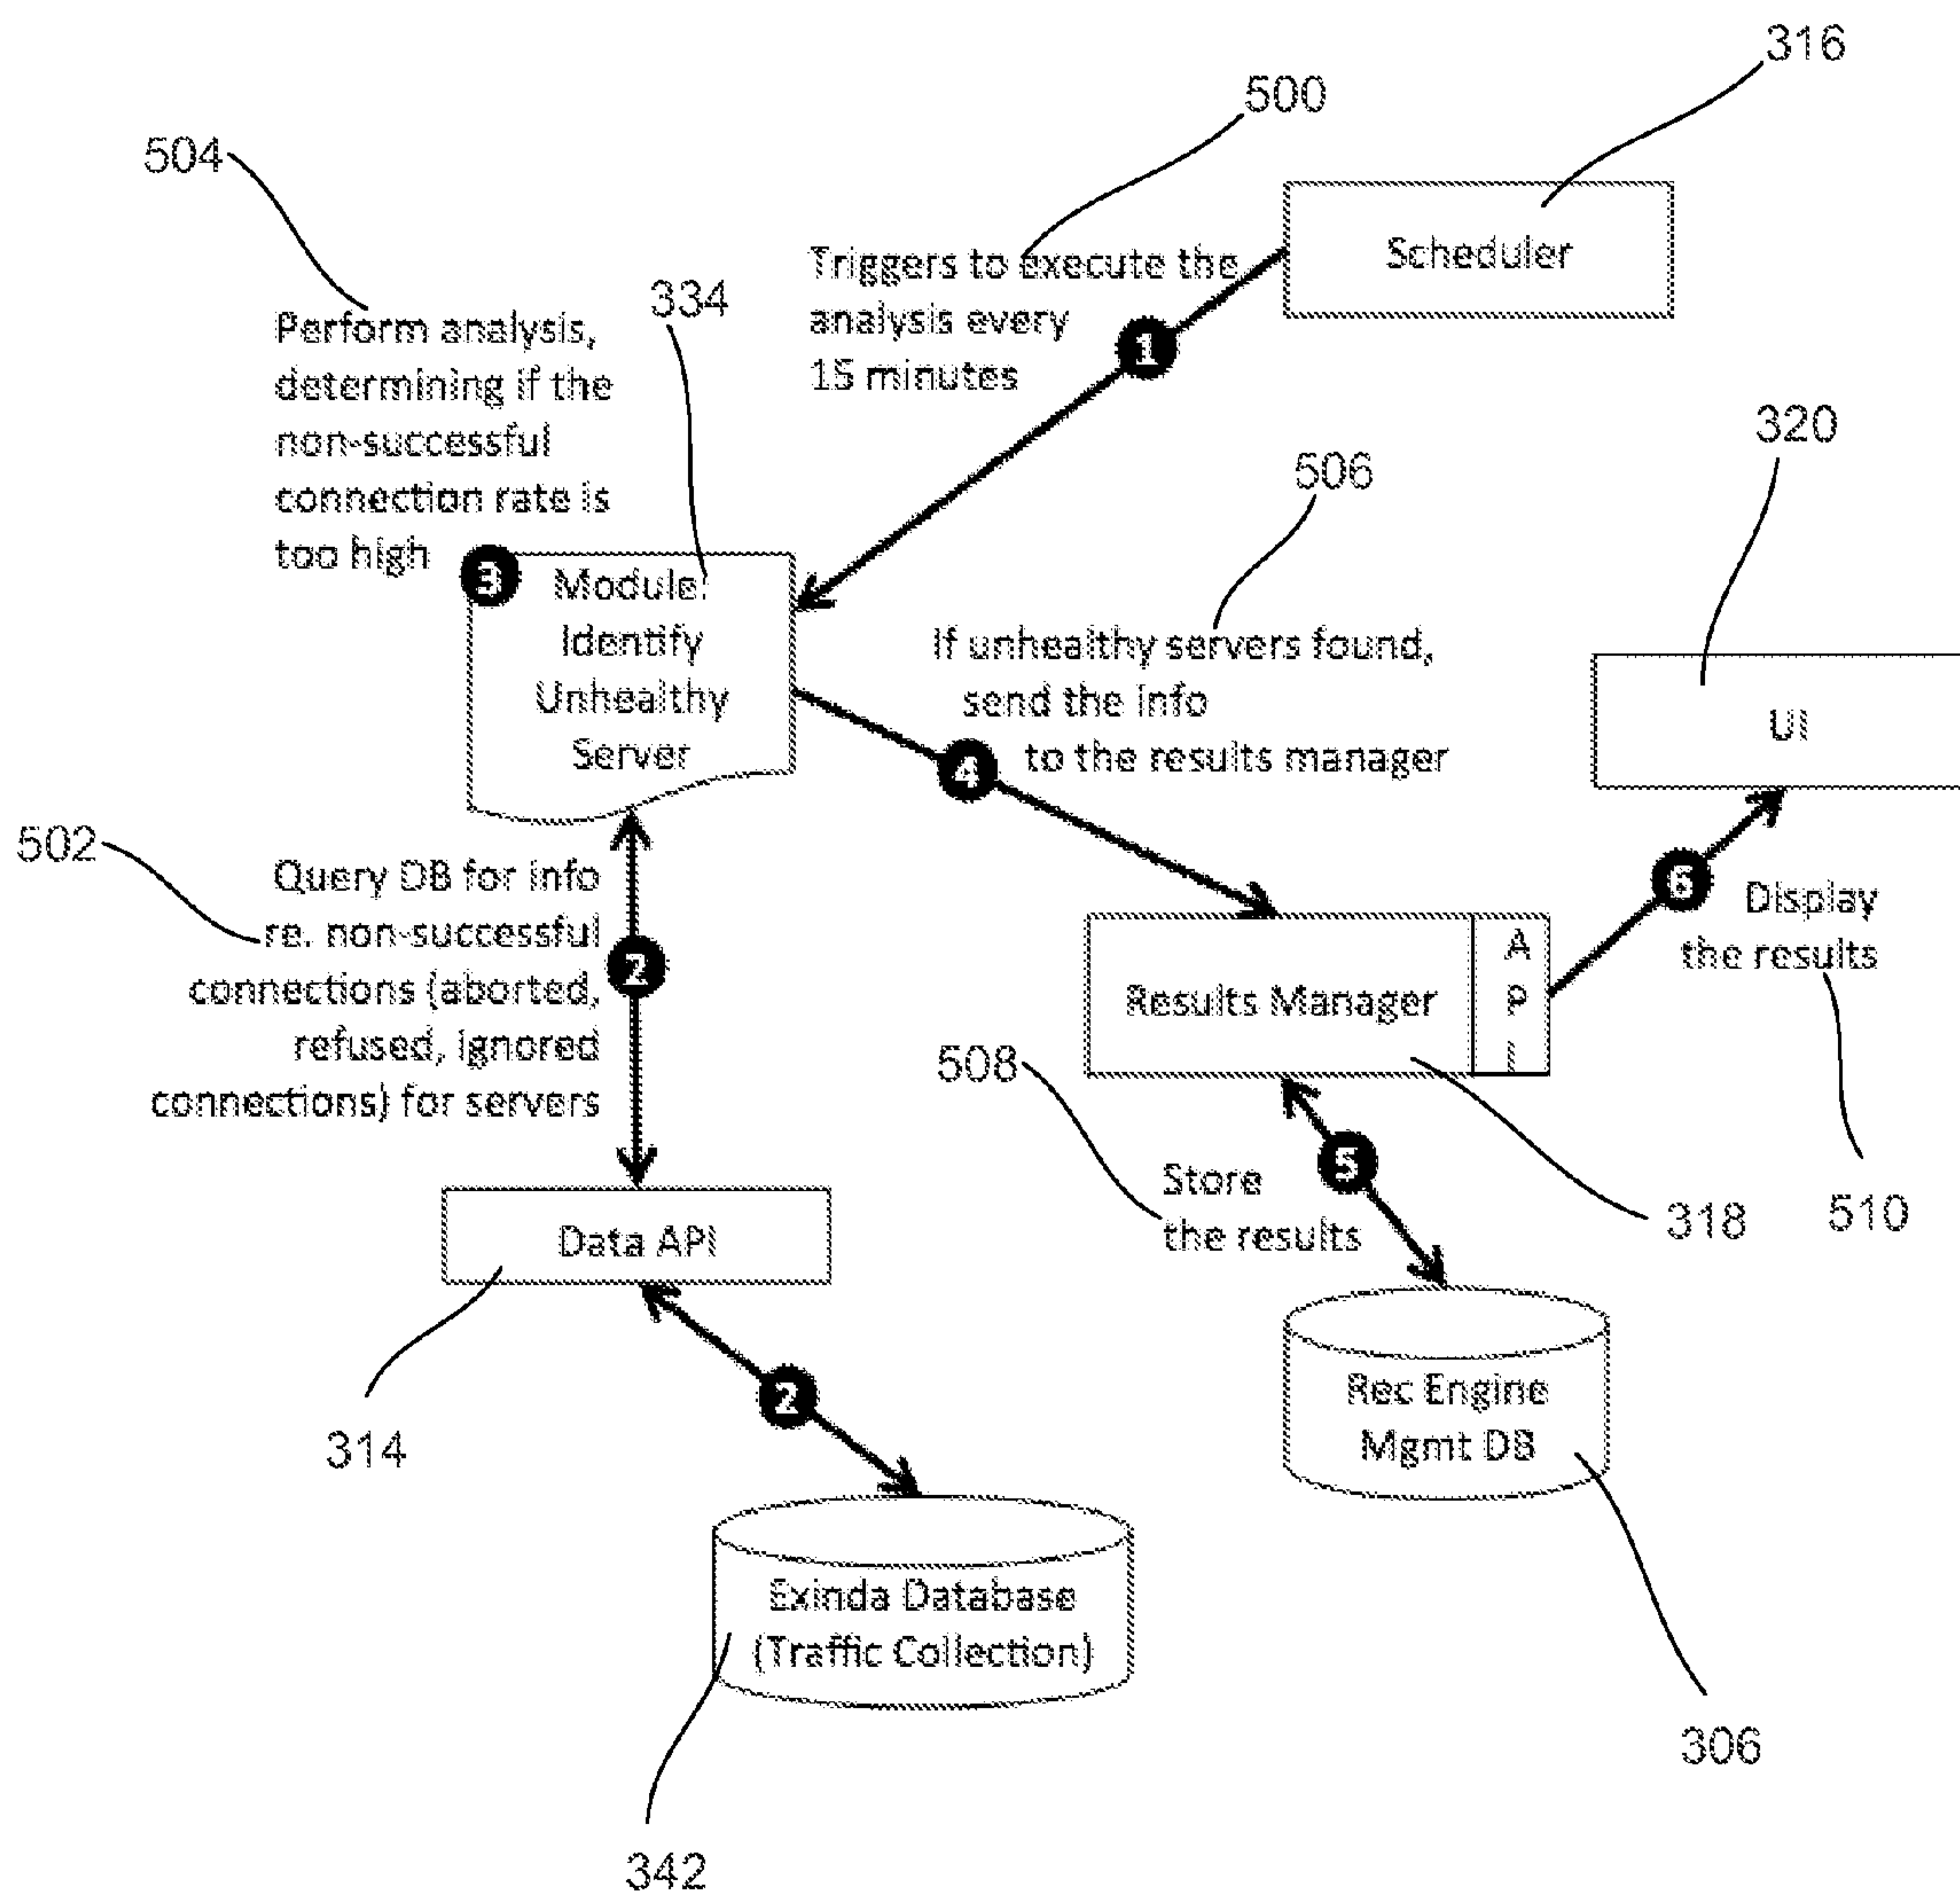 316
500
504
Scheduler
Triggers to execute the
analysis every
15 minutes
1
334
Perform analysis,
determining if the
non-successful
connection rate is
too high
320
506
3
Module:
Identify
Unhealthy
Server
If unhealthy servers found,
send the info
to the results manager
4
UI
502
Query DB for info
re. non-successful
connections (aborted,
refused, ignored
connections) for servers
2
6
Display
the results
Results Manager
A
P
I
508
Store
the results
5
318
510
Data API
314
2
Rec Engine
Mgmt DB
Exinda Database
(Traffic Collection)
306
342